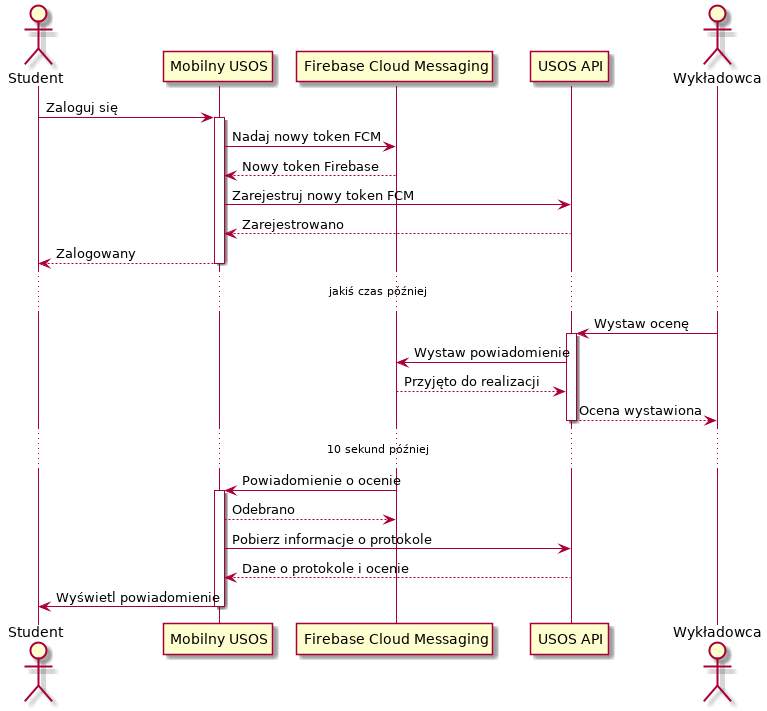 Student
Mobilny USOS
Firebase Cloud Messaging
USOS API
Wykładowca
Zaloguj się
Nadaj nowy token FCM
Nowy token Firebase
Zarejestruj nowy token FCM
Zarejestrowano
Zalogowany
jakiś czas później
Wystaw ocenę
Wystaw powiadomienie
Przyjęto do realizacji
Ocena wystawiona
10 sekund później
Powiadomienie o ocenie
Odebrano
Pobierz informacje o protokole
Dane o protokole i ocenie
Wyświetl powiadomienie
Student
Mobilny USOS
Firebase Cloud Messaging
USOS API
Wykładowca